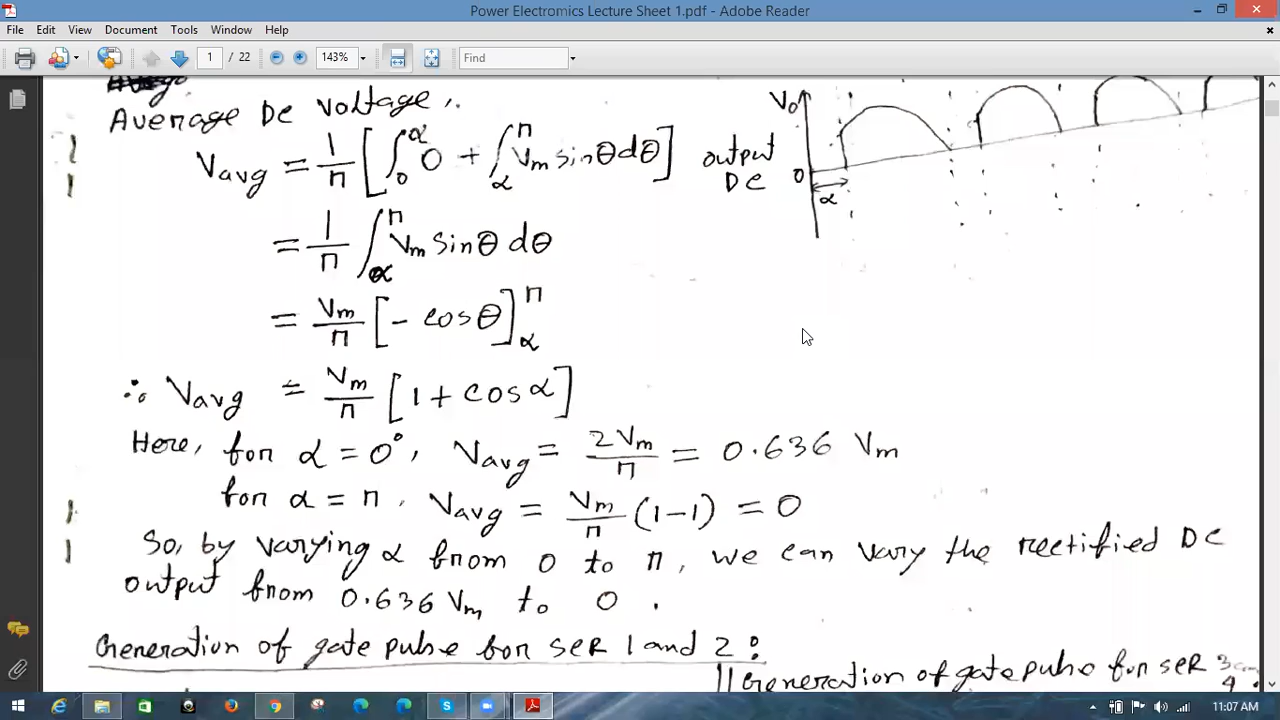 Power Electronics Lecture Sheet 1.pdf - Adobe Reader
File Edit View Document Tools Window Help
1 / 22 143% Find
Average DC voltage,
Vavg = 1/π [∫₀^α 0 + ∫_α^π Vm sinθdθ]
= 1/π ∫_α^π Vm sinθ dθ
= Vm/π [- cosθ]_α^π
∴ Vavg = Vm/π [1 + cosα]
Here, for α = 0°, Vavg = 2Vm/π = 0.636 Vm
for α = π, Vavg = Vm/π (1-1) = 0
So, by varying α from 0 to π, we can vary the rectified DC
output from 0.636 Vm to 0.
Generation of gate pulse for SCR 1 and 2:
Vo
output
DC
0
α
Generation of gate pulse for SCR 3
4
11:07 AM